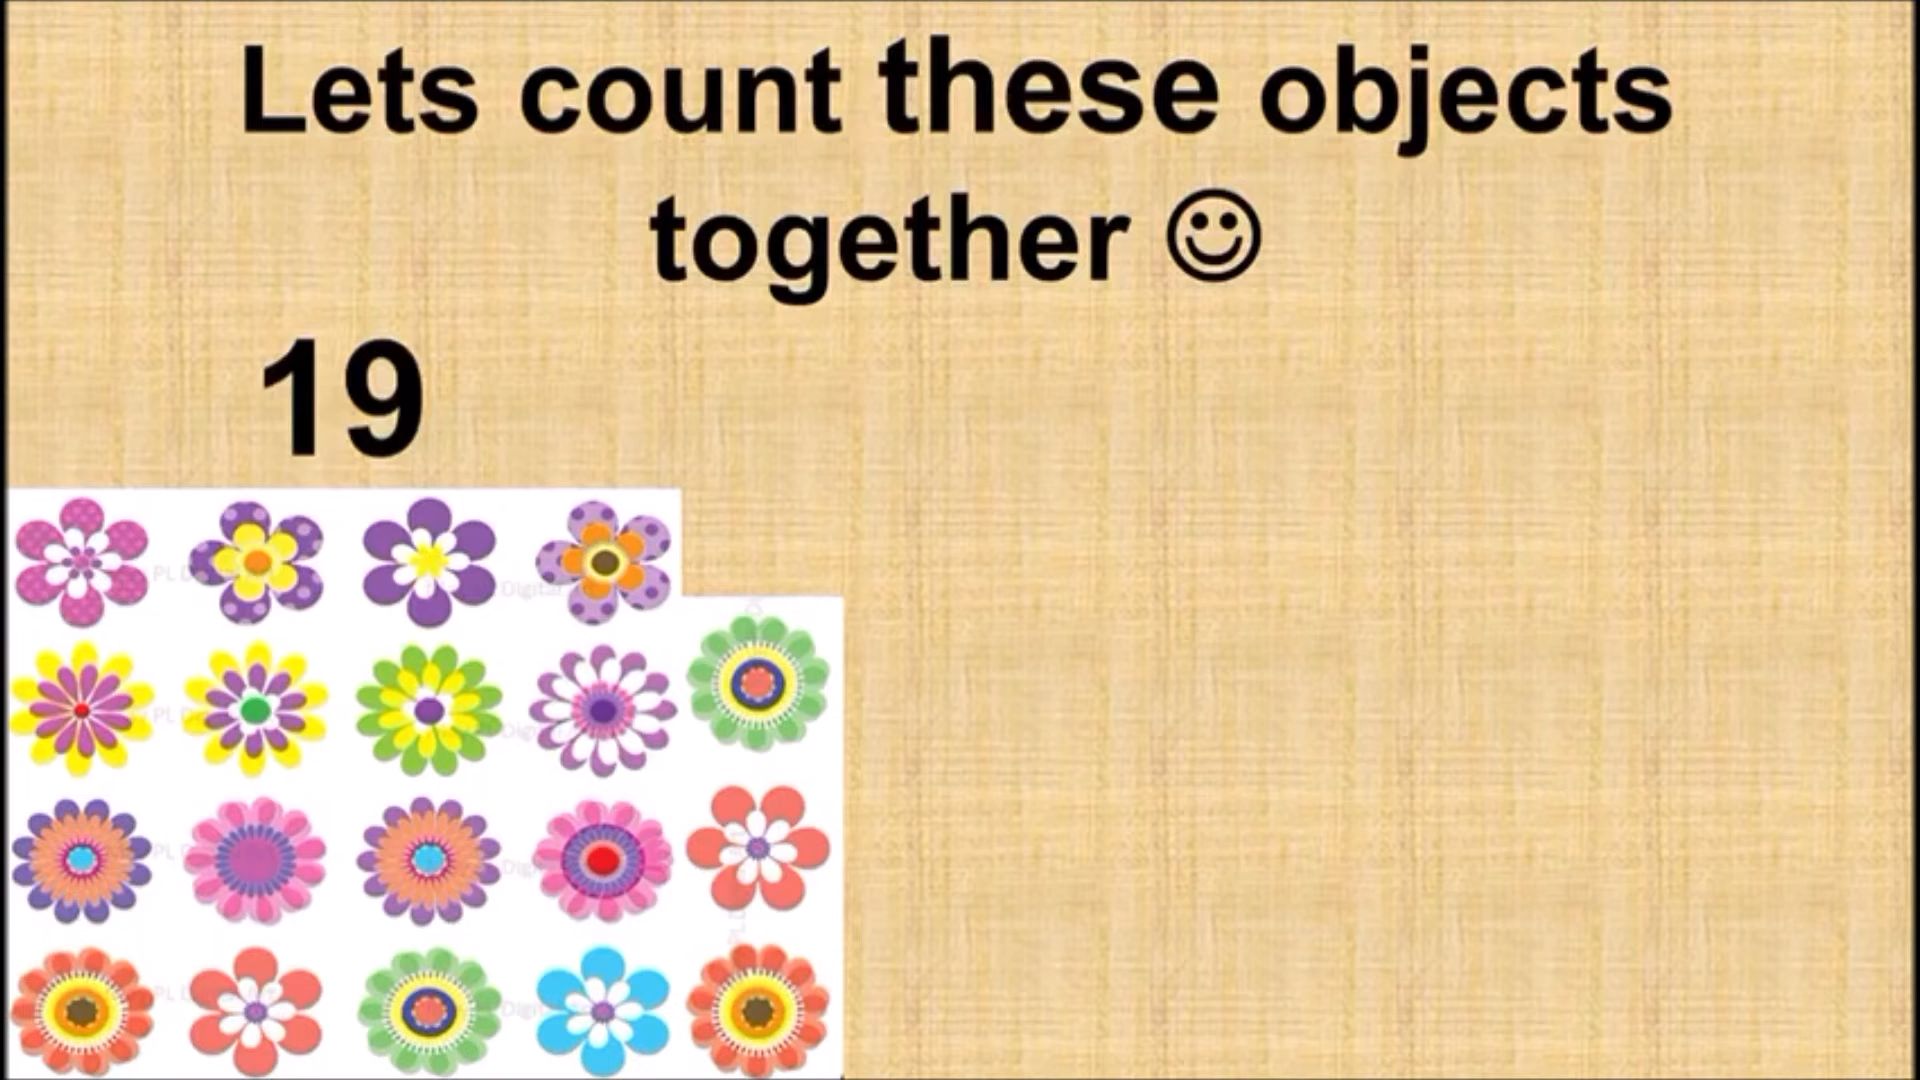 Lets count these objects
together ☺
19